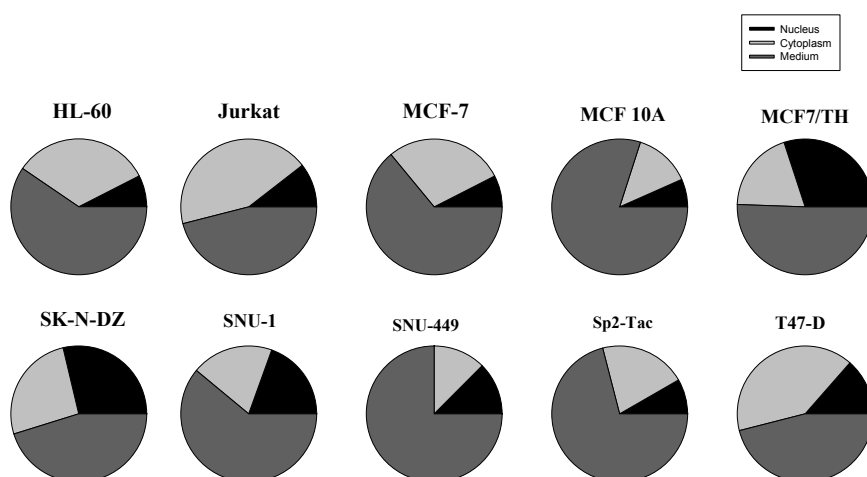 Nucleus
Cytoplasm
Medium
HL-60
Jurkat
MCF-7
MCF 10A
MCF7/TH
SK-N-DZ
SNU-1
SNU-449
Sp2-Tac
T47-D